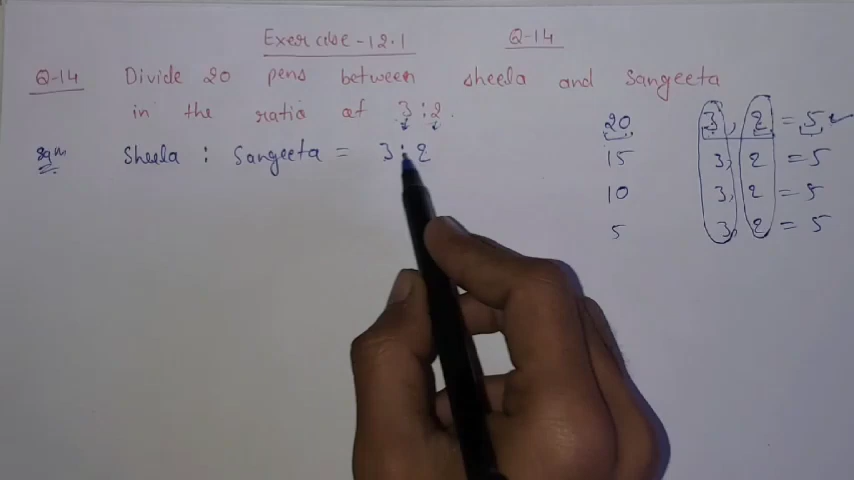 Exercise-12.1 Q-14
Q-14 Divide 20 pens between sheela and Sangeeta
in the ratio of 3:2.
Sheela : Sangeeta = 3:2
20 3, 2 = 5 ✓
15 3, 2 = 5
10 3, 2 = 5
5 3, 2 = 5